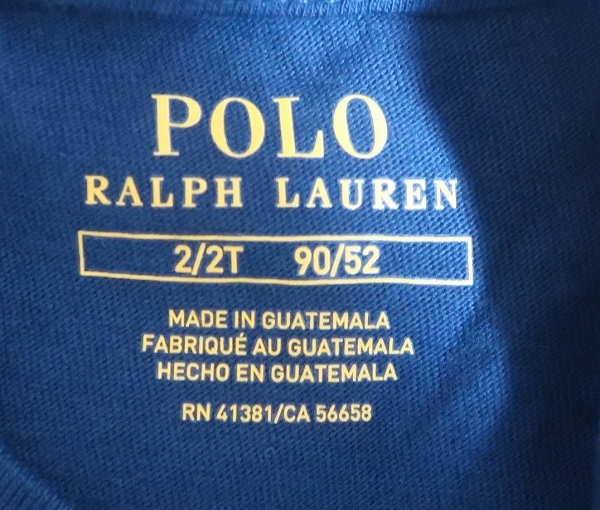 POLO
RALPH LAUREN
2/2T 90/52
MADE IN GUATEMALA
FABRIQUÉ AU GUATEMALA
HECHO EN GUATEMALA
RN 41381/CA 56658